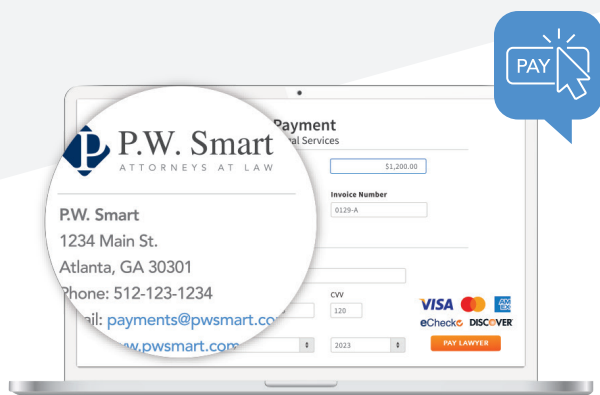 PAY
Payment
P.W. Smart
ATTORNEYS AT LAW
al Services
$1,200.00
Invoice Number
0129-A
P.W. Smart
1234 Main St.
Atlanta, GA 30301
Phone: 512-123-1234
ail: payments@pwsmart.co
w.pwsmart.com
CVV
120
2023
VISA
AM
EX
eCheck
DISCOVER
PAY LAWYER